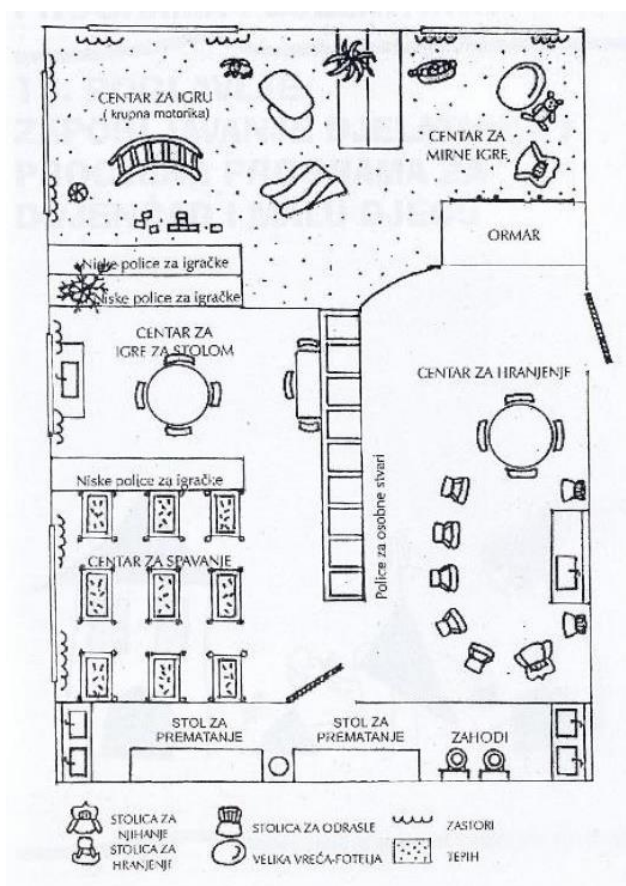 CENTAR ZA IGRU
( krupna motorika)
CENTAR ZA
MIRNE IGRE
ORMAR
Niske police za igračke
Niske police za igračke
CENTAR ZA
IGRE ZA STOLOM
CENTAR ZA HRANJENJE
Niske police za igračke
Police za osobne stvari
CENTAR ZA SPAVANJE
STOL ZA
PREMATANJE
STOL ZA
PREMATANJE
ZAHODI
STOLICA ZA
NJIHANJE
STOLICA ZA
HRANJENJE
STOLICA ZA ODRASLE
VELIKA VREĆA-FOTELJA
ZASTORI
TEPIH